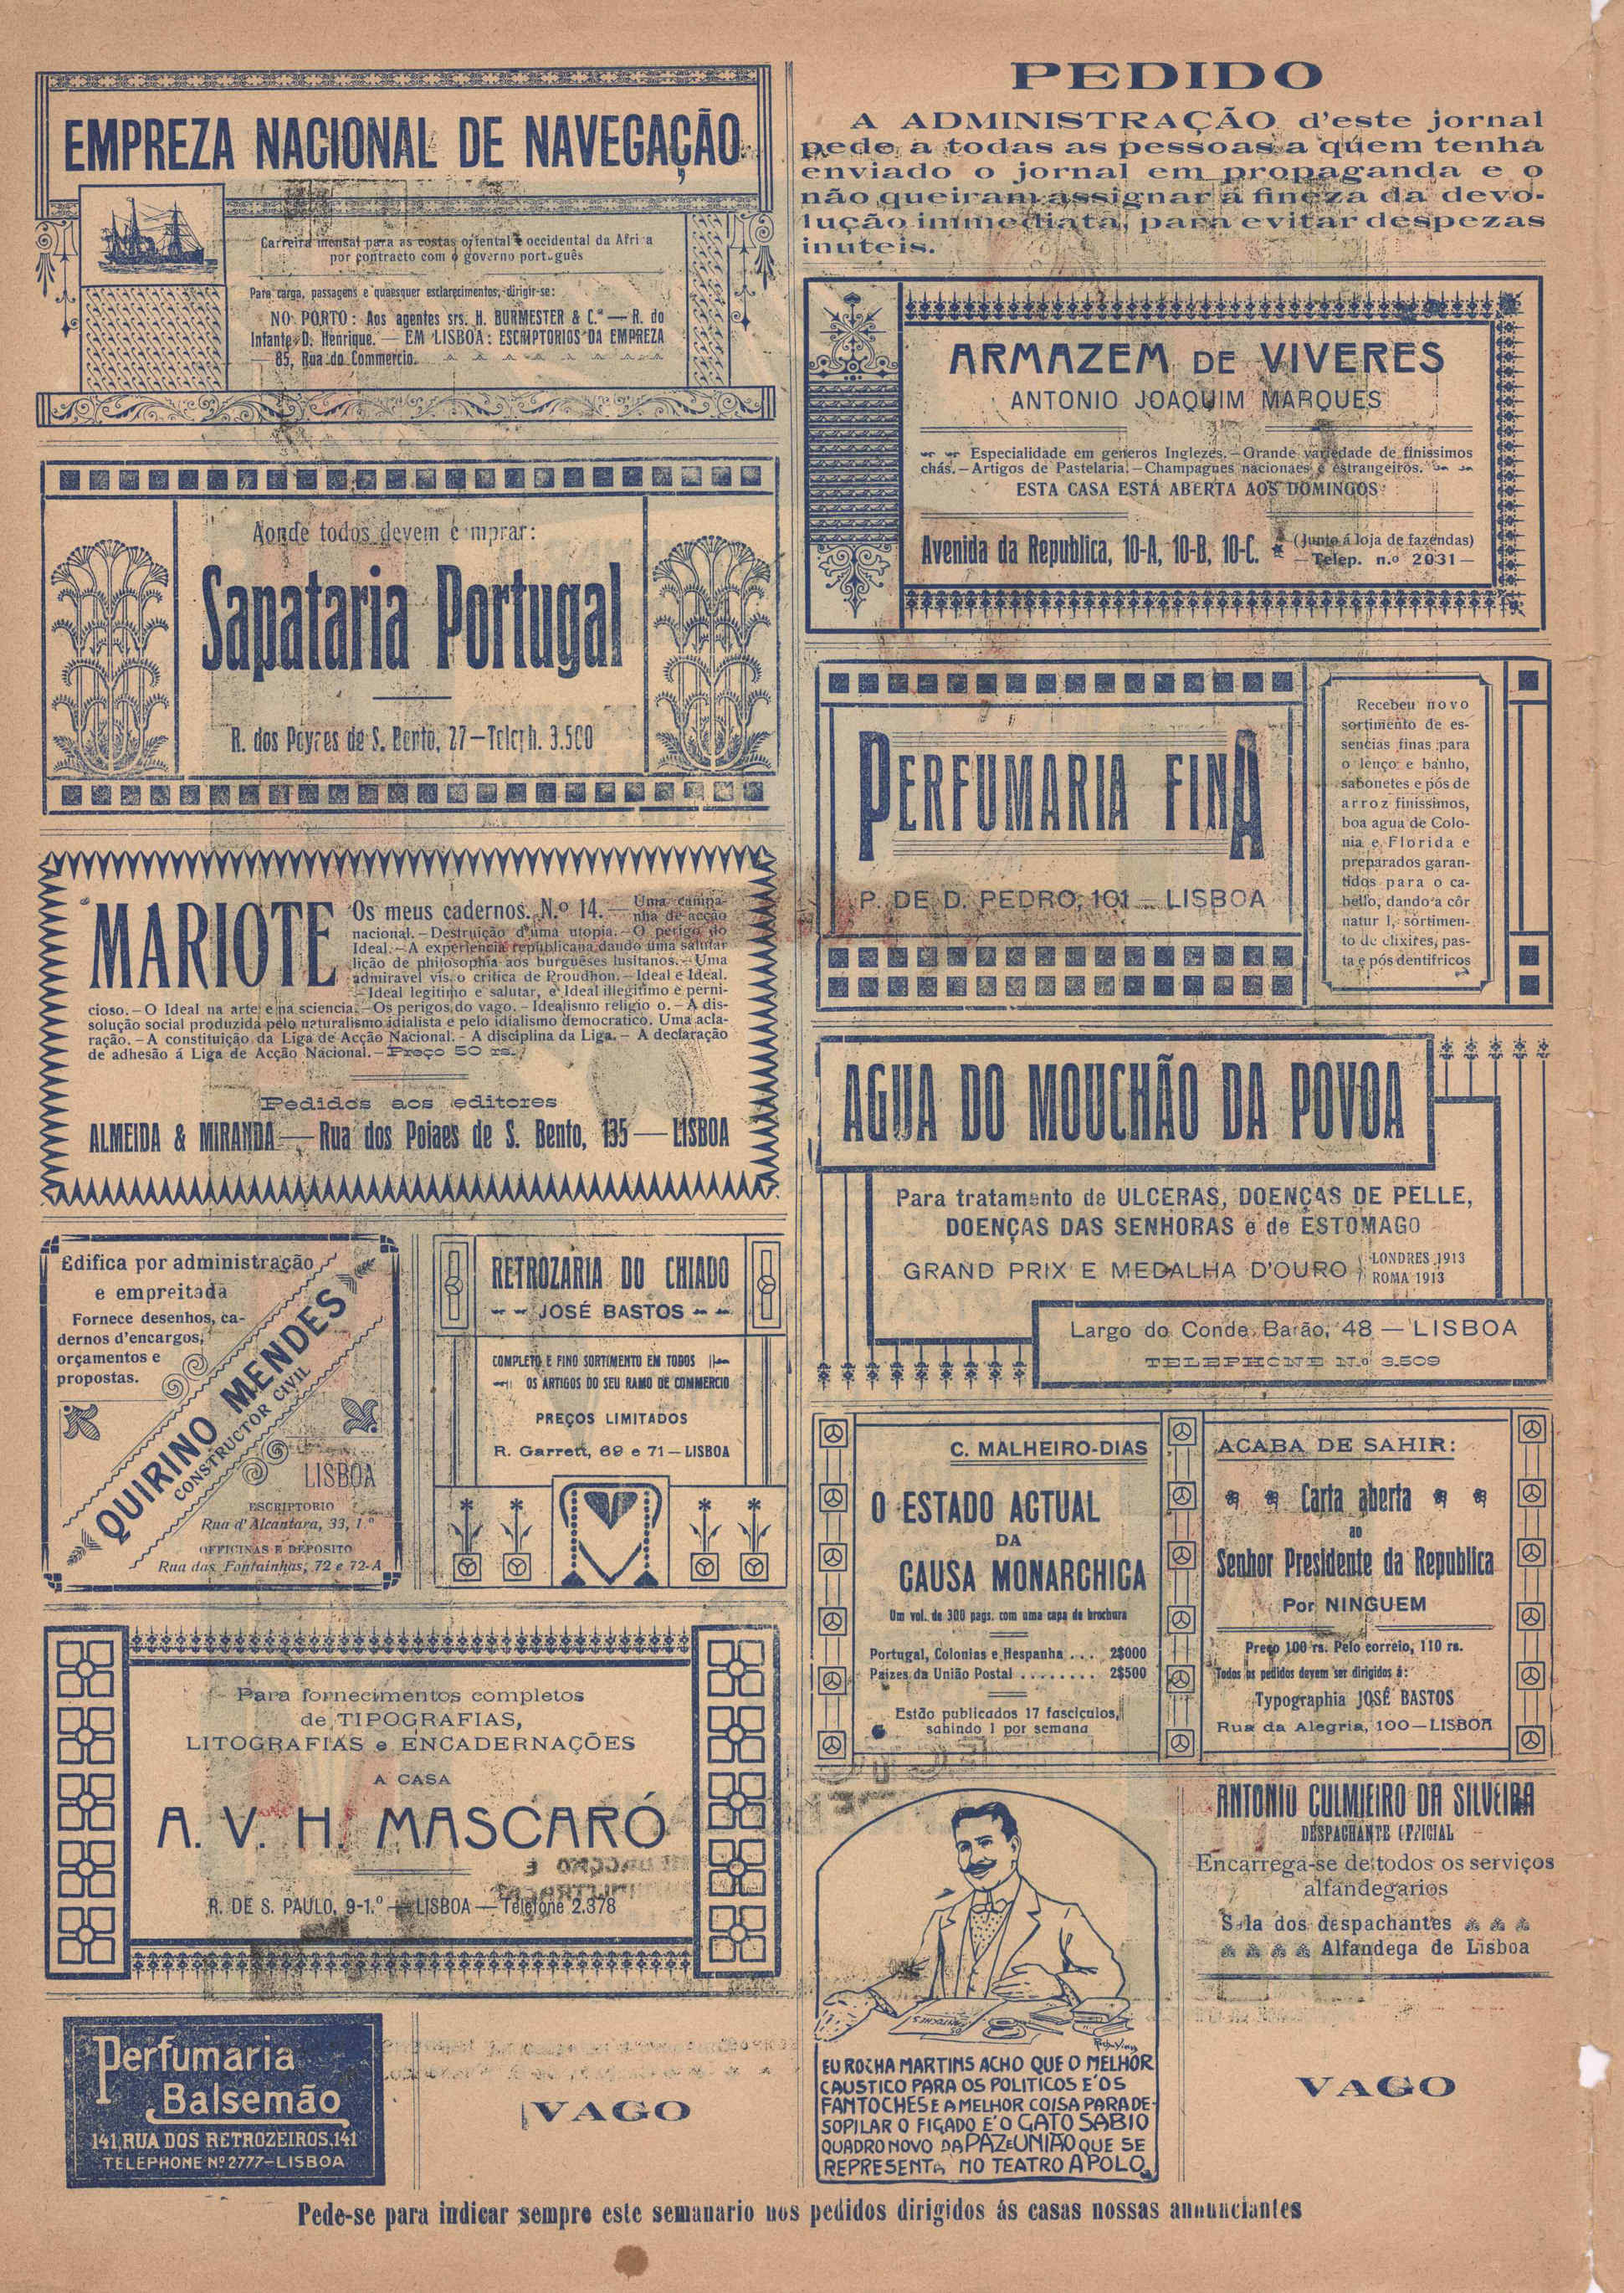 EMPREZA NACIONAL DE NAVEGAÇÃO
Carreira mensal para as costas oriental e occidental da Afri a
por contracto com o governo port guês
Para carga, passagens e quaesquer esclarecimentos, dirigir-se:
NO PORTO: Aos agentes srs. H. BURMESTER & C.ª — R. do
Infante D. Henrique. — EM LISBOA: ESCRIPTORIOS DA EMPREZA
— 85, Rua do Commercio.
Aonde todos devem c mprar:
Sapataria Portugal
R. dos Poyaes de S. Bento, 27—Teleph. 3.500
MARIOTE
Os meus cadernos. N.º 14. — Uma campa-
nha de acção
nacional. — Destruição d'uma utopia. — O perigo do
Ideal. — A experiencia republicana dando uma salutar
lição de philosophia aos burguêses lusitanos. — Uma
admiravel vis o critica de Proudhon. — Ideal e Ideal.
— Ideal legitimo e salutar, e Ideal illegitimo e perni-
cioso. — O Ideal na arte e na sciencia. — Os perigos do vago. — Idealismo religio o. — A dis-
solução social produzida pelo naturalismo idialista e pelo idialismo democratico. Uma acla-
ração. — A constituição da Liga de Acção Nacional. - A disciplina da Liga. — A declaração
de adhesão á Liga de Acção Nacional. — Preço 50 rs.
Pedidos aos editores
ALMEIDA & MIRANDA — Rua dos Poiaes de S. Bento, 135 — LISBOA
Edifica por administração
e empreitada
Fornece desenhos, ca-
dernos d'encargos,
orçamentos e
propostas.
QUIRINO MENDES
CONSTRUCTOR CIVIL
LISBOA
ESCRIPTORIO
Rua d'Alcantara, 33, 1.º
OFFICINAS E DEPOSITO
Rua das Fontainhas, 72 e 72-A
RETROZARIA DO CHIADO
JOSÉ BASTOS
COMPLETO E FINO SORTIMENTO EM TODOS
OS ARTIGOS DO SEU RAMO DE COMMERCIO
PREÇOS LIMITADOS
R. Garrett, 69 e 71 — LISBOA
Para fornecimentos completos
de TIPOGRAFIAS,
LITOGRAFIAS e ENCADERNAÇÕES
A CASA
A. V. H. MASCARÓ
R. DE S. PAULO, 9-1.º — LISBOA — Telefone 2.378
Perfumaria
Balsemão
141, RUA DOS RETROZEIROS, 141
TELEPHONE Nº 2777-LISBOA
VAGO
PEDIDO
A ADMINISTRAÇÃO d'este jornal
pede a todas as pessoas a quem tenha
enviado o jornal em propaganda e o
não queiram assignar a fineza da devo-
lução immediata, para evitar despezas
inuteis.
ARMAZEM DE VIVERES
ANTONIO JOAQUIM MARQUES
Especialidade em generos Inglezes. — Grande variedade de finissimos
chás. — Artigos de Pastelaria. — Champagnes nacionaes e estrangeiros.
ESTA CASA ESTÁ ABERTA AOS DOMINGOS
Avenida da Republica, 10-A, 10-B, 10-C.
(Junto á loja de fazendas)
— Telep. n.º 2031 —
PERFUMARIA FINA
P. DE D. PEDRO, 101 — LISBOA
Recebeu novo
sortimento de es-
sencias finas para
o lenço e banho,
sabonetes e pós de
arroz finissimos,
boa agua de Colo-
nia e Florida e
preparados garan-
tidos para o ca-
bello, dando a côr
natur l, sortimen-
to de elixires, pas-
ta e pós dentifricos
AGUA DO MOUCHÃO DA POVOA
Para tratamento de ULCERAS, DOENÇAS DE PELLE,
DOENÇAS DAS SENHORAS e de ESTOMAGO
GRAND PRIX E MEDALHA D'OURO
LONDRES 1913
ROMA 1913
Largo do Conde Barão, 48 — LISBOA
TELEPHONE N.º 3.509
C. MALHEIRO-DIAS
O ESTADO ACTUAL
DA
CAUSA MONARCHICA
Um vol. de 300 pags. com uma capa de brochura
Portugal, Colonias e Hespanha . . . 2$000
Paizes da União Postal . . . . . . . . 2$500
Estão publicados 17 fasciculos,
sahindo 1 por semana
ACABA DE SAHIR:
Carta aberta
ao
Senhor Presidente da Republica
Por NINGUEM
Preço 100 rs. Pelo correio, 110 rs.
Todos os pedidos devem ser dirigidos á:
Typographia JOSÉ BASTOS
Rua da Alegria, 100—LISBOA
EU ROCHA MARTINS ACHO QUE O MELHOR
CAUSTICO PARA OS POLITICOS E'OS
FANTOCHES E A MELHOR COISA PARA DE-
SOPILAR O FIGADO E'O GATO SABIO
QUADRO NOVO DA PAZ E UNIÃO QUE SE
REPRESENTA NO TEATRO APOLO.
ANTONIO CULMIEIRO DA SILVEIRA
DESPACHANTE OFFICIAL
Encarrega-se de todos os serviços
alfandegarios
S la dos despachantes
Alfandega de Lisboa
VAGO
Pede-se para indicar sempre este semanario nos pedidos dirigidos ás casas nossas annunciantes